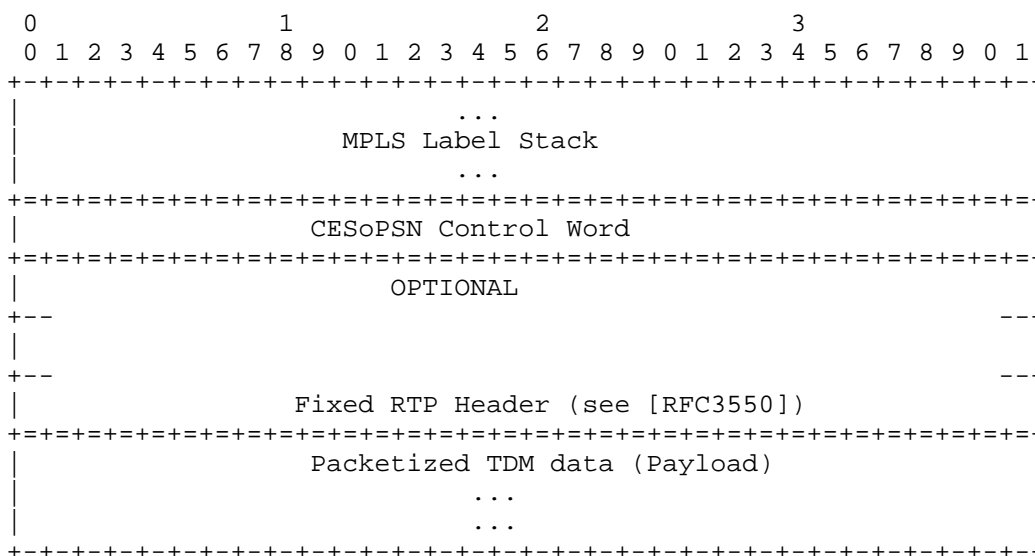 0                   1                   2                   3
 0 1 2 3 4 5 6 7 8 9 0 1 2 3 4 5 6 7 8 9 0 1 2 3 4 5 6 7 8 9 0 1
+-+-+-+-+-+-+-+-+-+-+-+-+-+-+-+-+-+-+-+-+-+-+-+-+-+-+-+-+-+-+-+-
|                           ...
|                    MPLS Label Stack
|                           ...
+=+=+=+=+=+=+=+=+=+=+=+=+=+=+=+=+=+=+=+=+=+=+=+=+=+=+=+=+=+=+=+=
|                  CESoPSN Control Word
+=+=+=+=+=+=+=+=+=+=+=+=+=+=+=+=+=+=+=+=+=+=+=+=+=+=+=+=+=+=+=+=
|                       OPTIONAL
+--                                                           ---
|
+--                                                           ---
|                 Fixed RTP Header (see [RFC3550])
+=+=+=+=+=+=+=+=+=+=+=+=+=+=+=+=+=+=+=+=+=+=+=+=+=+=+=+=+=+=+=+=
|                  Packetized TDM data (Payload)
|                            ...
|                            ...
+-+-+-+-+-+-+-+-+-+-+-+-+-+-+-+-+-+-+-+-+-+-+-+-+-+-+-+-+-+-+-+-